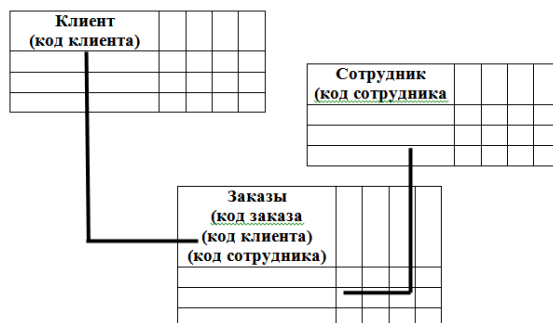 Клиент
(код клиента)
Сотрудник
(код сотрудника
Заказы
(код заказа
(код клиента)
(код сотрудника)